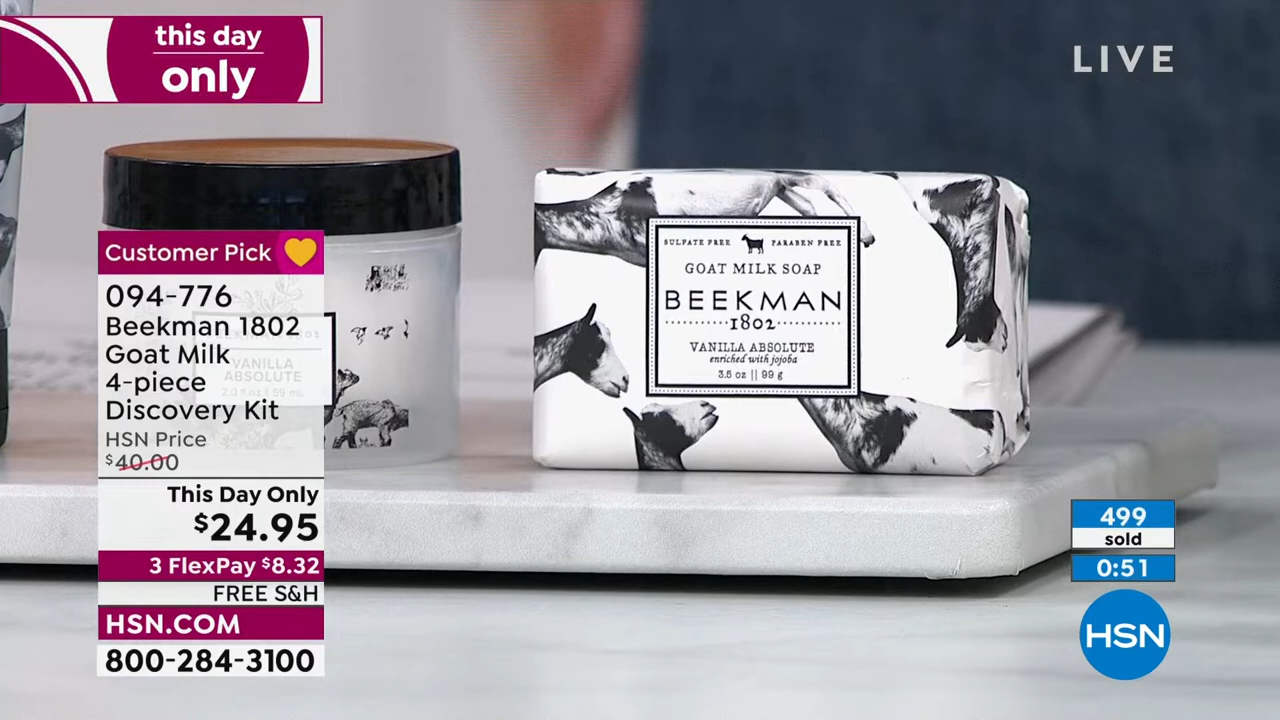 this day
only
LIVE
Customer Pick
094-776
Beekman 1802
Goat Milk
4-piece
Discovery Kit
HSN Price
$40.00
This Day Only
$24.95
3 FlexPay $8.32
FREE S&H
HSN.COM
800-284-3100
VANILLA
ABSOLUTE
SULFATE FREE PARABEN FREE
GOAT MILK SOAP
BEEKMAN
1802
VANILLA ABSOLUTE
enriched with jojoba
3.5 oz || 99 g
499
sold
0:51
HSN